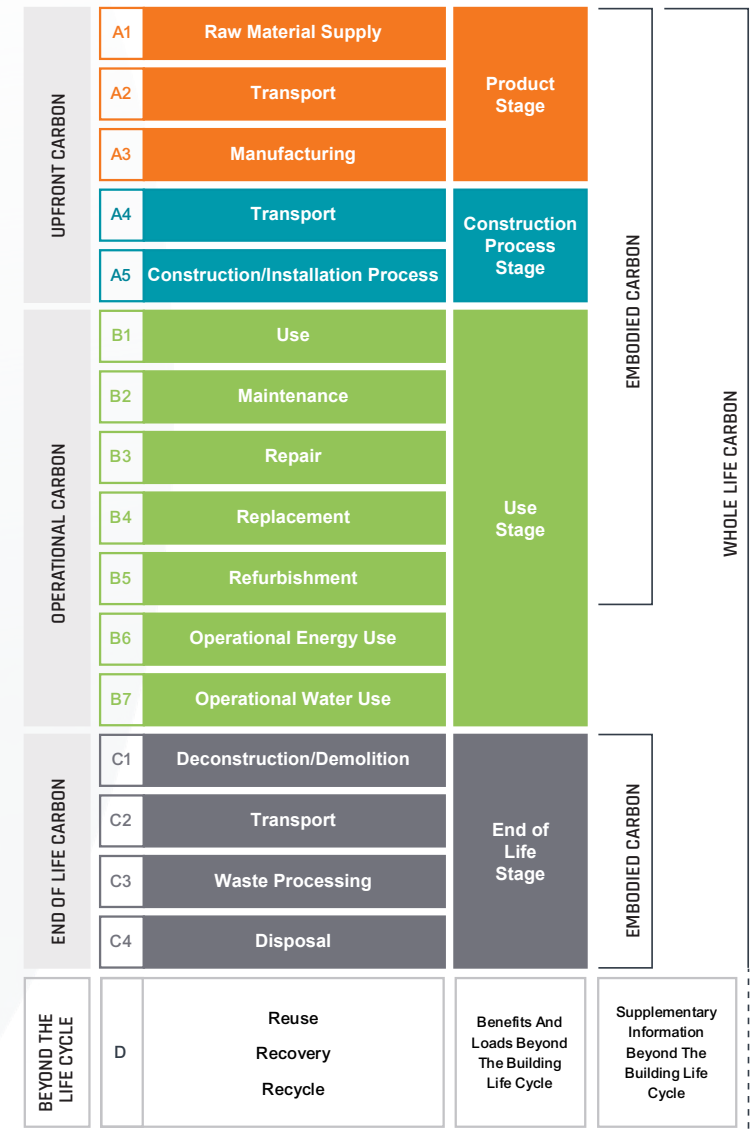 UPFRONT CARBON
A1 Raw Material Supply
A2 Transport
A3 Manufacturing
Product
Stage
A4 Transport
A5 Construction/Installation Process
Construction
Process
Stage
OPERATIONAL CARBON
B1 Use
B2 Maintenance
B3 Repair
B4 Replacement
B5 Refurbishment
B6 Operational Energy Use
B7 Operational Water Use
Use
Stage
EMBODIED CARBON
END OF LIFE CARBON
C1 Deconstruction/Demolition
C2 Transport
C3 Waste Processing
C4 Disposal
End of
Life
Stage
EMBODIED CARBON
WHOLE LIFE CARBON
BEYOND THE
LIFE CYCLE
D
Reuse
Recovery
Recycle
Benefits And
Loads Beyond
The Building
Life Cycle
Supplementary
Information
Beyond The
Building Life
Cycle